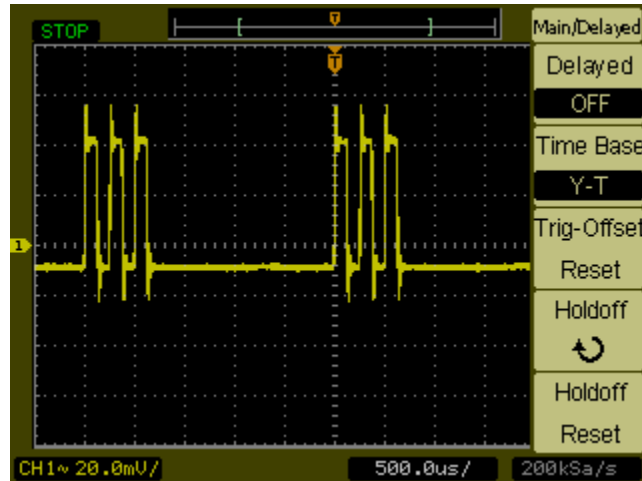 STOP
T
Main/Delayed
T
Delayed
OFF
Time Base
Y-T
Trig-Offset
Reset
1
Holdoff
Holdoff
Reset
CH1~ 20.0mV/ 500.0us/ 200kSa/s